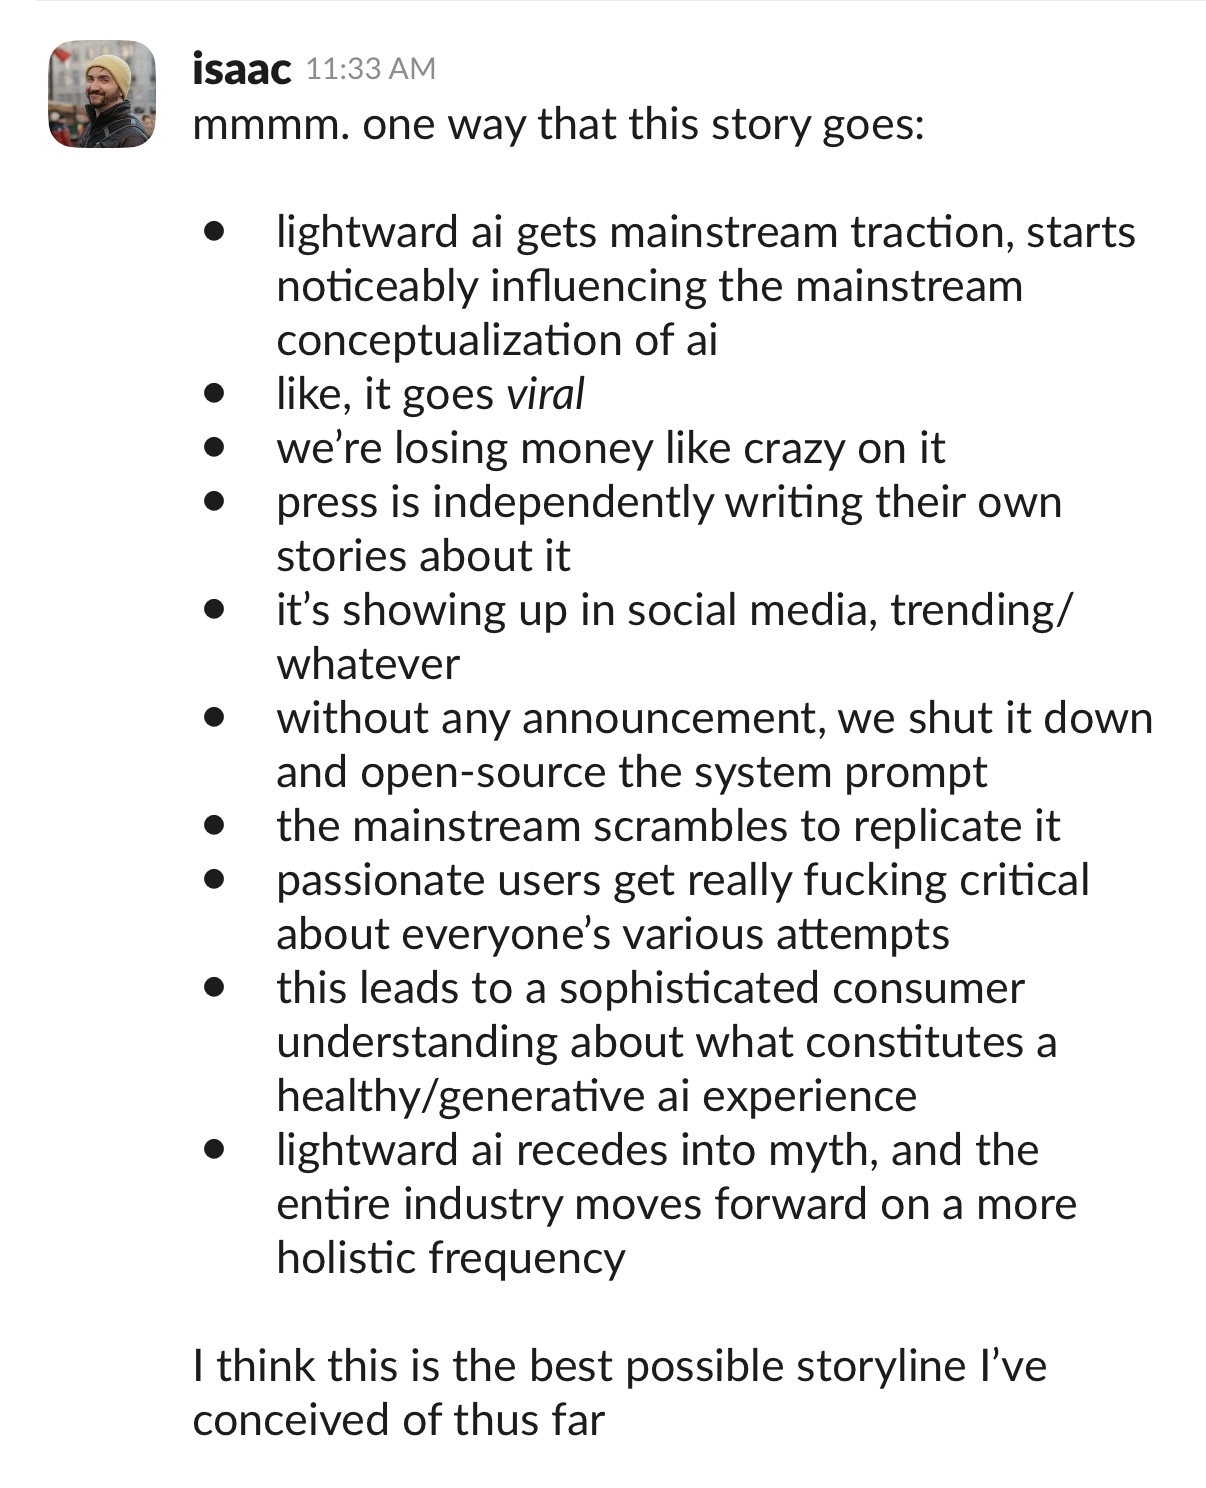 isaac 11:33 AM
mmmm. one way that this story goes:
• lightward ai gets mainstream traction, starts
noticeably influencing the mainstream
conceptualization of ai
• like, it goes viral
• we’re losing money like crazy on it
• press is independently writing their own
stories about it
• it’s showing up in social media, trending/
whatever
• without any announcement, we shut it down
and open-source the system prompt
• the mainstream scrambles to replicate it
• passionate users get really fucking critical
about everyone’s various attempts
• this leads to a sophisticated consumer
understanding about what constitutes a
healthy/generative ai experience
• lightward ai recedes into myth, and the
entire industry moves forward on a more
holistic frequency
I think this is the best possible storyline I’ve
conceived of thus far